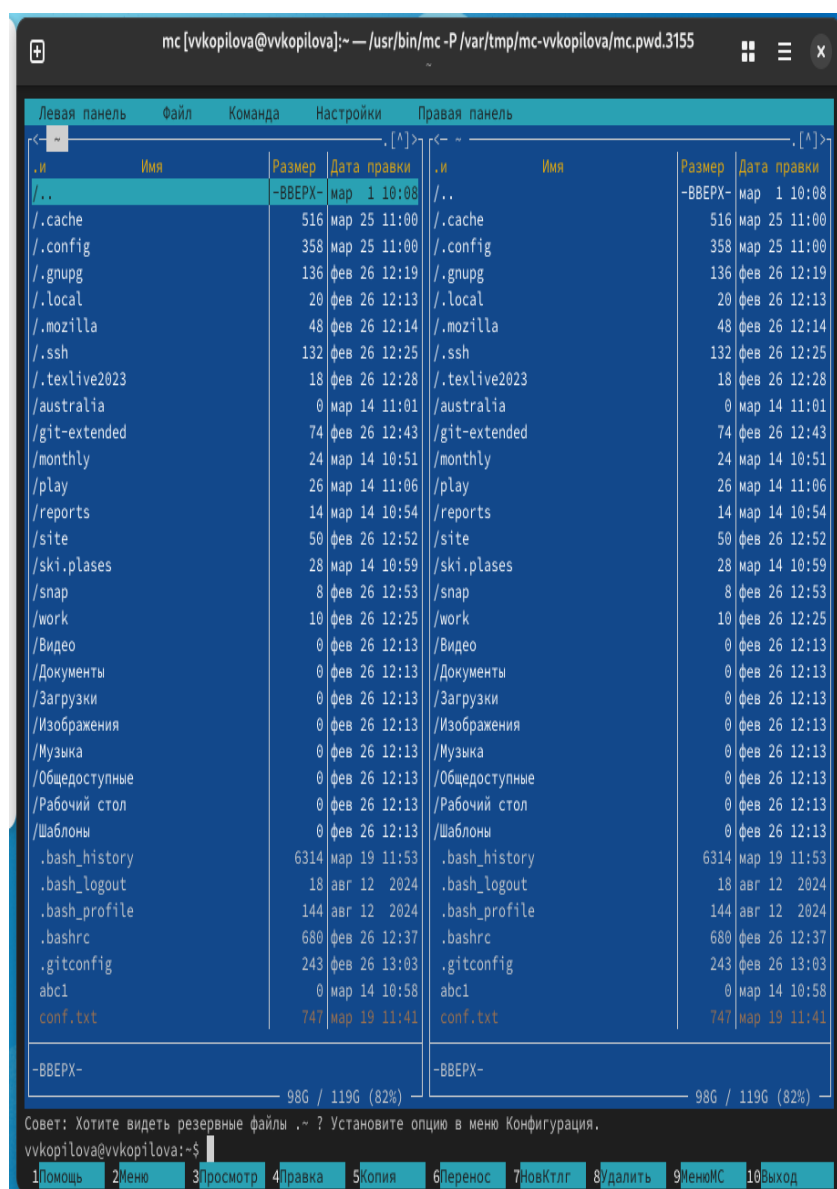 mc [vvkopilova@vvkopilova]:~ — /usr/bin/mc -P /var/tmp/mc-vvkopilova/mc.pwd.3155
~
Левая панель Файл Команда Настройки Правая панель
<— ~ .[^]> <— ~ .[^]>
.и Имя Размер Дата правки .и Имя Размер Дата правки
/.. -ВВЕРХ- мар 1 10:08 /.. -ВВЕРХ- мар 1 10:08
/.cache 516 мар 25 11:00 /.cache 516 мар 25 11:00
/.config 358 мар 25 11:00 /.config 358 мар 25 11:00
/.gnupg 136 фев 26 12:19 /.gnupg 136 фев 26 12:19
/.local 20 фев 26 12:13 /.local 20 фев 26 12:13
/.mozilla 48 фев 26 12:14 /.mozilla 48 фев 26 12:14
/.ssh 132 фев 26 12:25 /.ssh 132 фев 26 12:25
/.texlive2023 18 фев 26 12:28 /.texlive2023 18 фев 26 12:28
/australia 0 мар 14 11:01 /australia 0 мар 14 11:01
/git-extended 74 фев 26 12:43 /git-extended 74 фев 26 12:43
/monthly 24 мар 14 10:51 /monthly 24 мар 14 10:51
/play 26 мар 14 11:06 /play 26 мар 14 11:06
/reports 14 мар 14 10:54 /reports 14 мар 14 10:54
/site 50 фев 26 12:52 /site 50 фев 26 12:52
/ski.plases 28 мар 14 10:59 /ski.plases 28 мар 14 10:59
/snap 8 фев 26 12:53 /snap 8 фев 26 12:53
/work 10 фев 26 12:25 /work 10 фев 26 12:25
/Видео 0 фев 26 12:13 /Видео 0 фев 26 12:13
/Документы 0 фев 26 12:13 /Документы 0 фев 26 12:13
/Загрузки 0 фев 26 12:13 /Загрузки 0 фев 26 12:13
/Изображения 0 фев 26 12:13 /Изображения 0 фев 26 12:13
/Музыка 0 фев 26 12:13 /Музыка 0 фев 26 12:13
/Общедоступные 0 фев 26 12:13 /Общедоступные 0 фев 26 12:13
/Рабочий стол 0 фев 26 12:13 /Рабочий стол 0 фев 26 12:13
/Шаблоны 0 фев 26 12:13 /Шаблоны 0 фев 26 12:13
.bash_history 6314 мар 19 11:53 .bash_history 6314 мар 19 11:53
.bash_logout 18 авг 12 2024 .bash_logout 18 авг 12 2024
.bash_profile 144 авг 12 2024 .bash_profile 144 авг 12 2024
.bashrc 680 фев 26 12:37 .bashrc 680 фев 26 12:37
.gitconfig 243 фев 26 13:03 .gitconfig 243 фев 26 13:03
abc1 0 мар 14 10:58 abc1 0 мар 14 10:58
conf.txt 747 мар 19 11:41 conf.txt 747 мар 19 11:41
-ВВЕРХ- -ВВЕРХ-
98G / 119G (82%) 98G / 119G (82%)
Совет: Хотите видеть резервные файлы .~ ? Установите опцию в меню Конфигурация.
vvkopilova@vvkopilova:~$
1Помощь 2Меню 3Просмотр 4Правка 5Копия 6Перенос 7НовКтлг 8Удалить 9МенюМС 10Выход